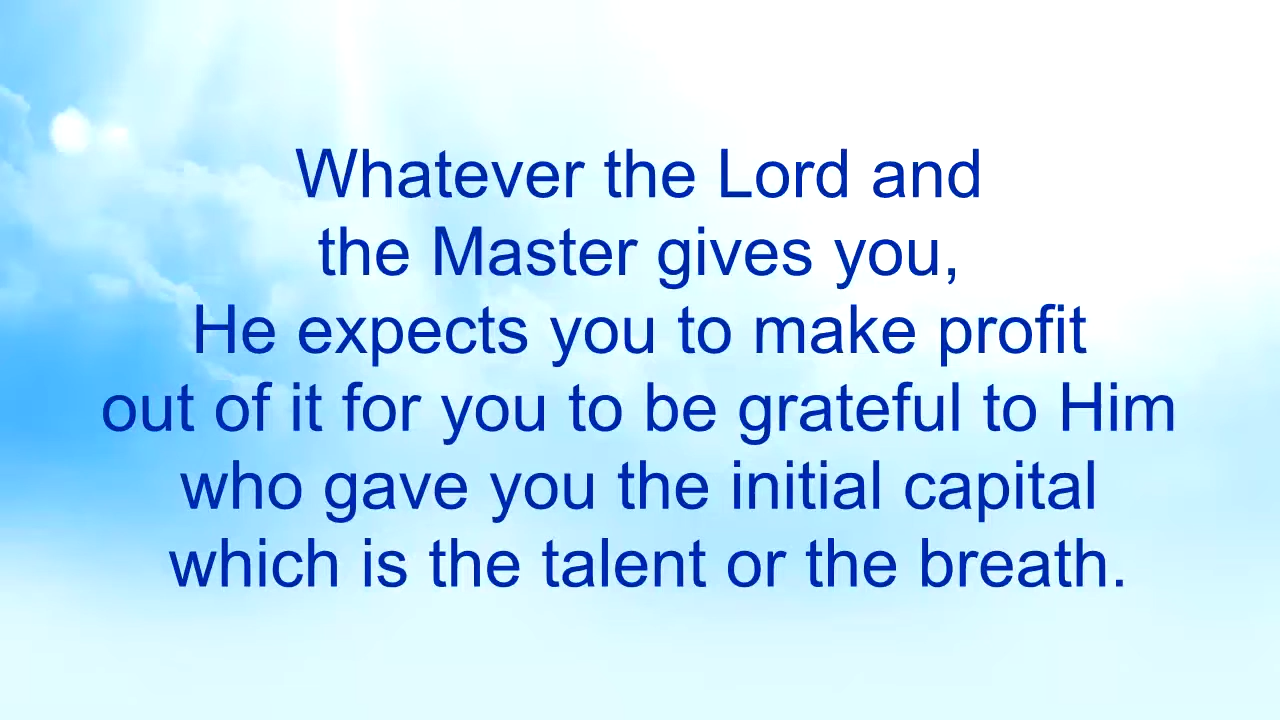 Whatever the Lord and
the Master gives you,
He expects you to make profit
out of it for you to be grateful to Him
who gave you the initial capital
which is the talent or the breath.